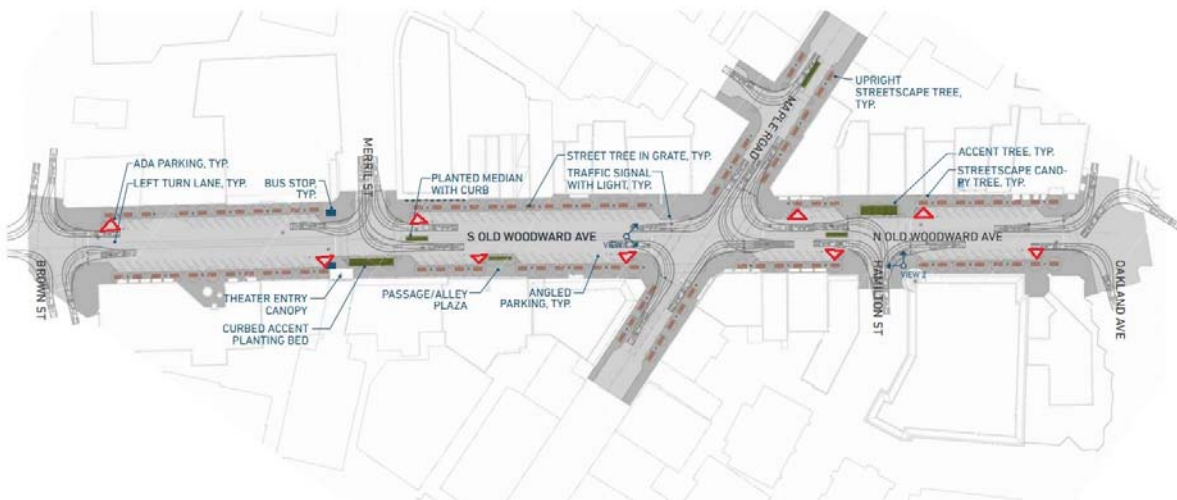 UPRIGHT
STREETSCAPE TREE,
TYP.
MAPLE ROAD
ADA PARKING, TYP.
LEFT TURN LANE, TYP.
BUS STOP,
TYP.
MERRIL ST
PLANTED MEDIAN
WITH CURB
STREET TREE IN GRATE, TYP.
TRAFFIC SIGNAL
WITH LIGHT, TYP.
ACCENT TREE, TYP.
STREETSCAPE CANO-
PY TREE, TYP.
S OLD WOODWARD AVE
N OLD WOODWARD AVE
BROWN ST
THEATER ENTRY
CANOPY
CURBED ACCENT
PLANTING BED
PASSAGE/ALLEY
PLAZA
ANGLED
PARKING, TYP.
HAMILTON ST
VIEW 2
OAKLAND AVE